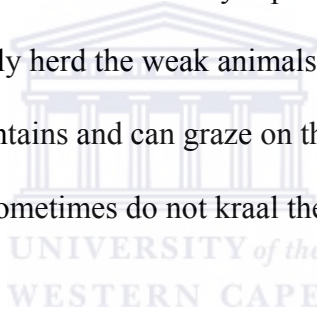 ly herd the weak animals
ntains and can graze on th
ometimes do not kraal the
UNIVERSITY of the
WESTERN CAPE